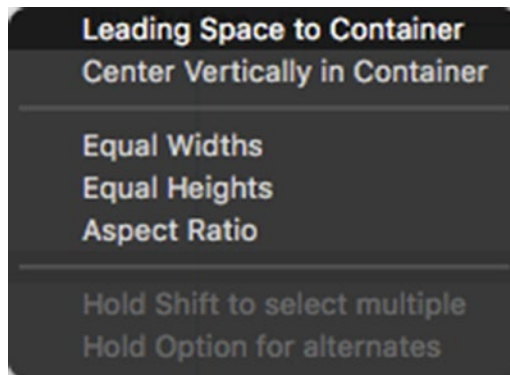 Leading Space to Container
Center Vertically in Container
Equal Widths
Equal Heights
Aspect Ratio
Hold Shift to select multiple
Hold Option for alternates